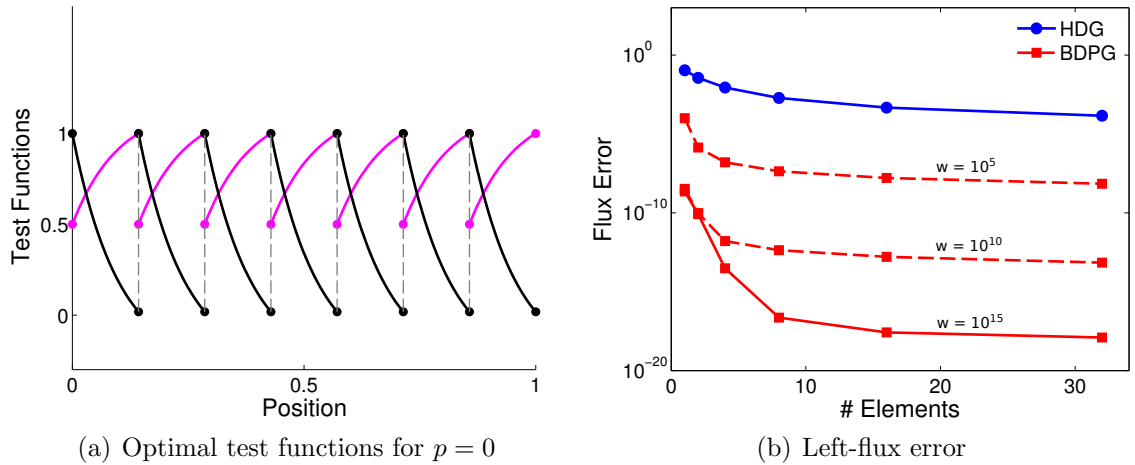 Test Functions
1
0.5
0
0
0.5
1
Position
(a) Optimal test functions for p = 0
Flux Error
10^0
10^-10
10^-20
HDG
BDPG
w = 10^5
w = 10^10
w = 10^15
0
10
20
30
# Elements
(b) Left-flux error